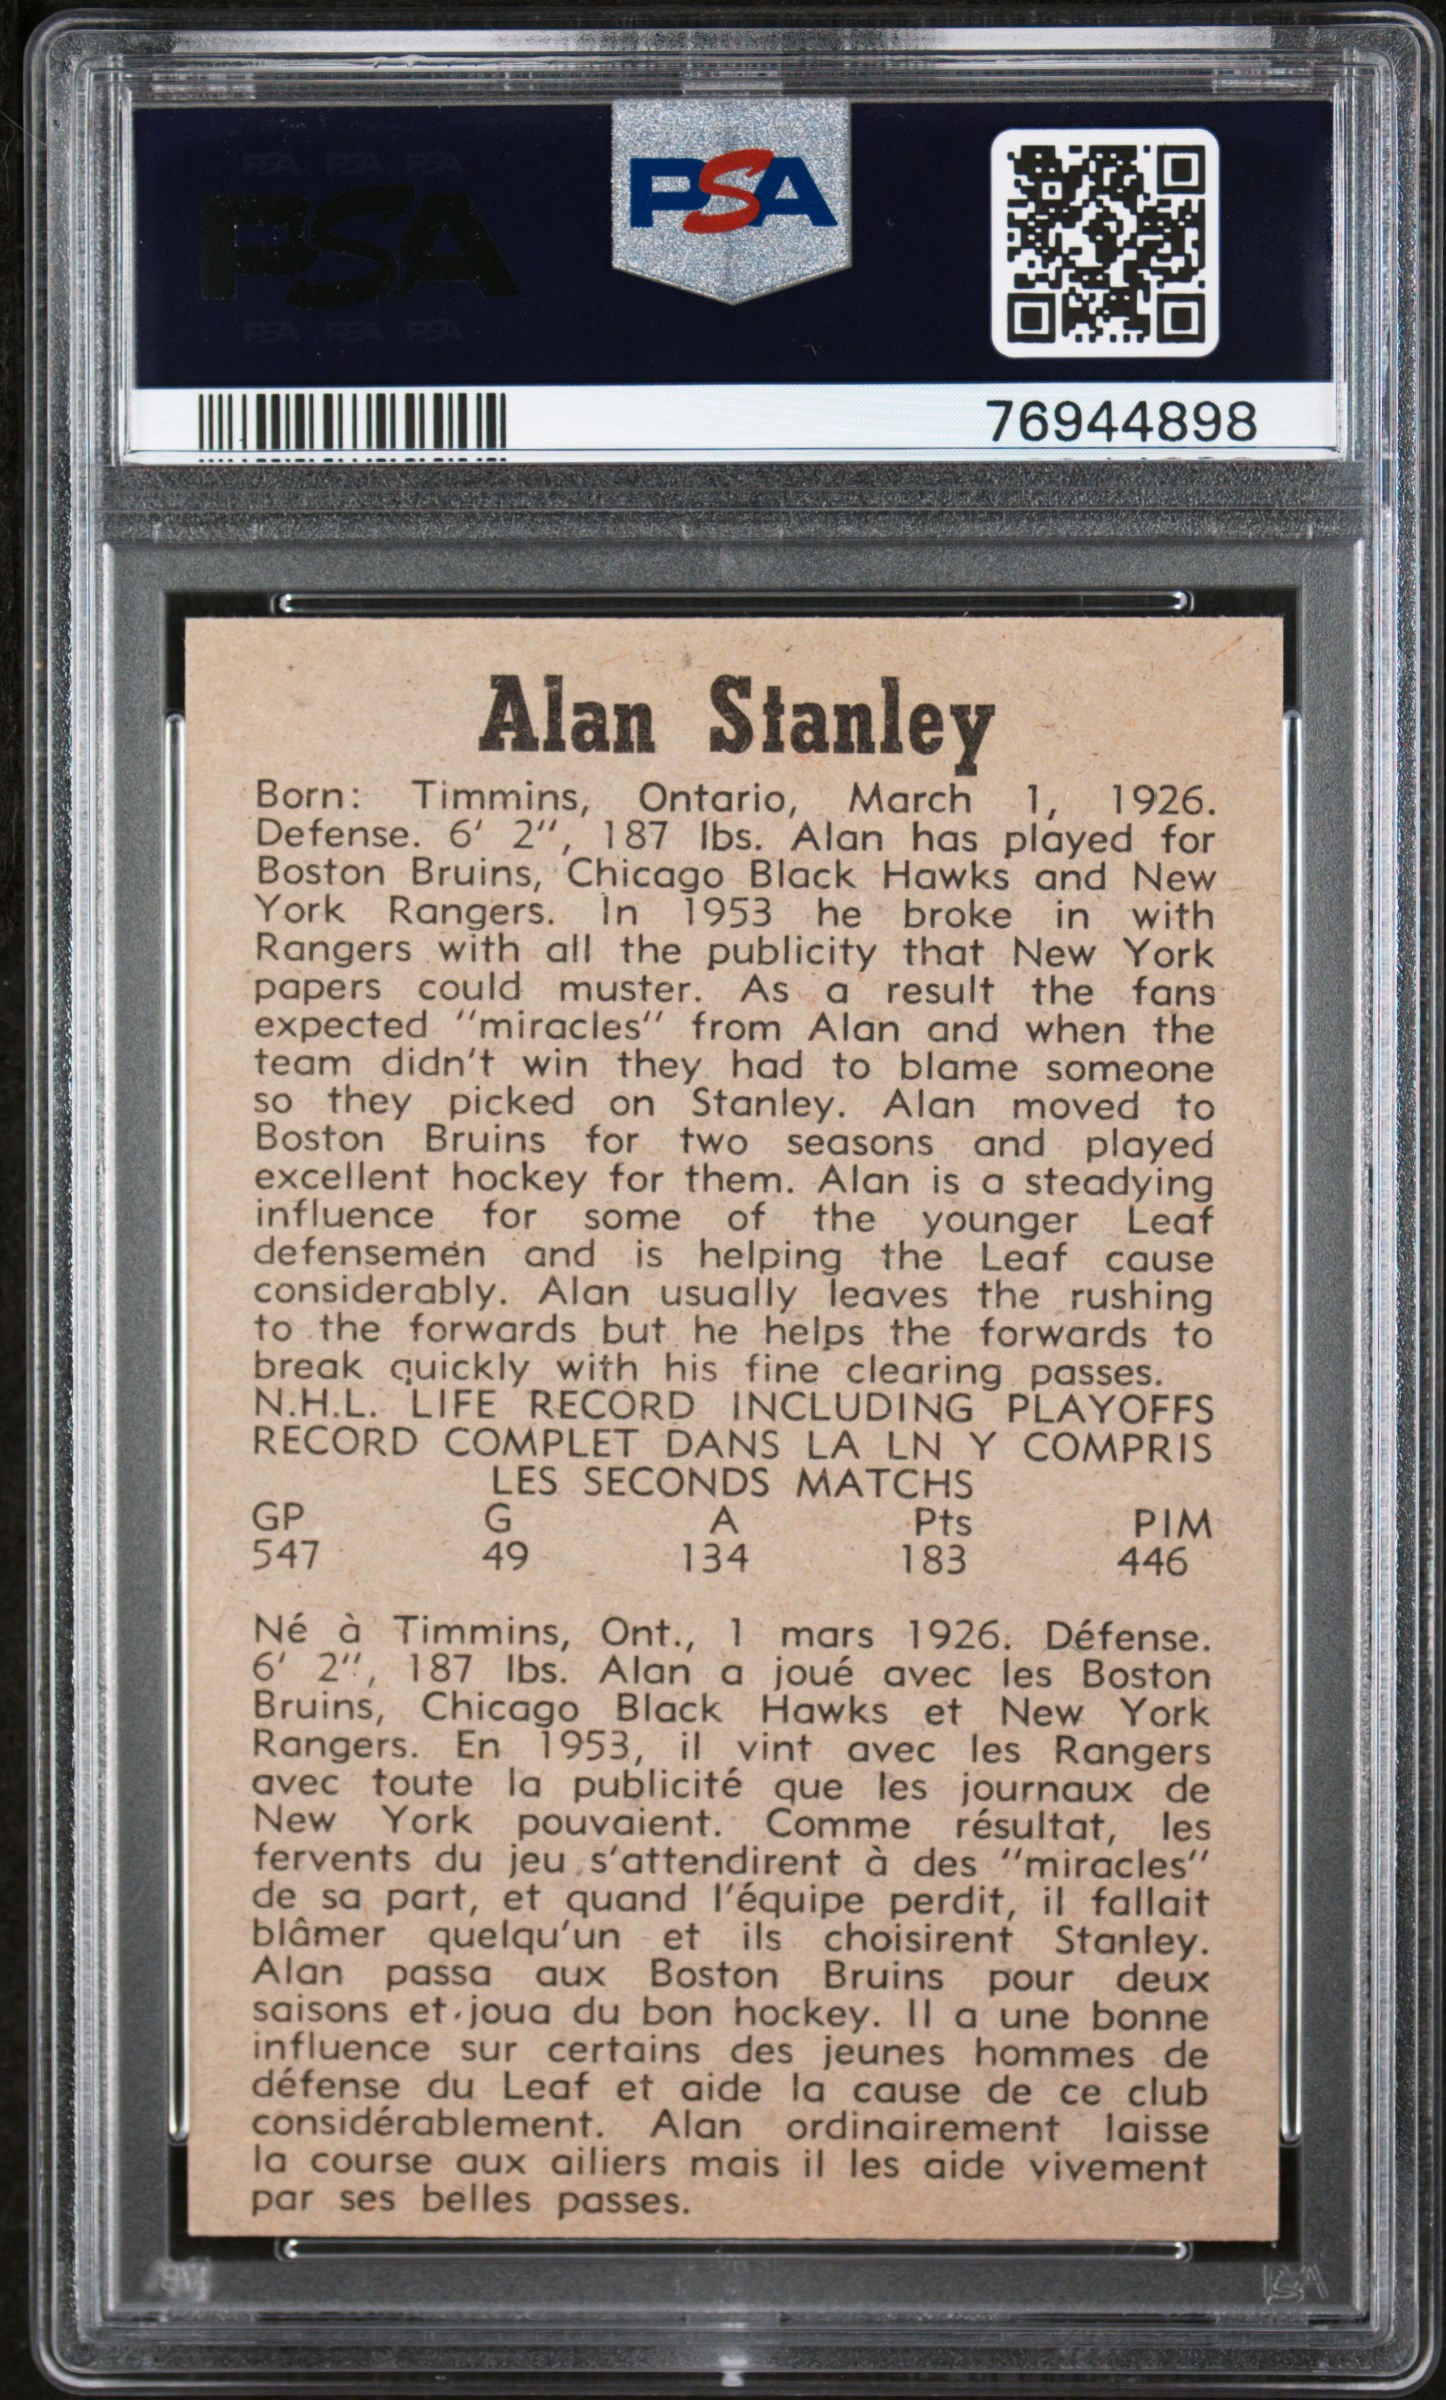 PSA PSA PSA
PSA
PSA PSA PSA
PSA
76944898
Alan Stanley
Born: Timmins, Ontario, March 1, 1926.
Defense. 6' 2", 187 lbs. Alan has played for
Boston Bruins, Chicago Black Hawks and New
York Rangers. In 1953 he broke in with
Rangers with all the publicity that New York
papers could muster. As a result the fans
expected "miracles" from Alan and when the
team didn't win they had to blame someone
so they picked on Stanley. Alan moved to
Boston Bruins for two seasons and played
excellent hockey for them. Alan is a steadying
influence for some of the younger Leaf
defensemen and is helping the Leaf cause
considerably. Alan usually leaves the rushing
to the forwards but he helps the forwards to
break quickly with his fine clearing passes.
N.H.L. LIFE RECORD INCLUDING PLAYOFFS
RECORD COMPLET DANS LA LN Y COMPRIS
LES SECONDS MATCHS
GP G A Pts PIM
547 49 134 183 446
Né à Timmins, Ont., 1 mars 1926. Défense.
6' 2", 187 lbs. Alan a joué avec les Boston
Bruins, Chicago Black Hawks et New York
Rangers. En 1953, il vint avec les Rangers
avec toute la publicité que les journaux de
New York pouvaient. Comme résultat, les
fervents du jeu s'attendirent à des "miracles"
de sa part, et quand l'équipe perdit, il fallait
blâmer quelqu'un et ils choisirent Stanley.
Alan passa aux Boston Bruins pour deux
saisons et joua du bon hockey. Il a une bonne
influence sur certains des jeunes hommes de
défense du Leaf et aide la cause de ce club
considérablement. Alan ordinairement laisse
la course aux ailiers mais il les aide vivement
par ses belles passes.